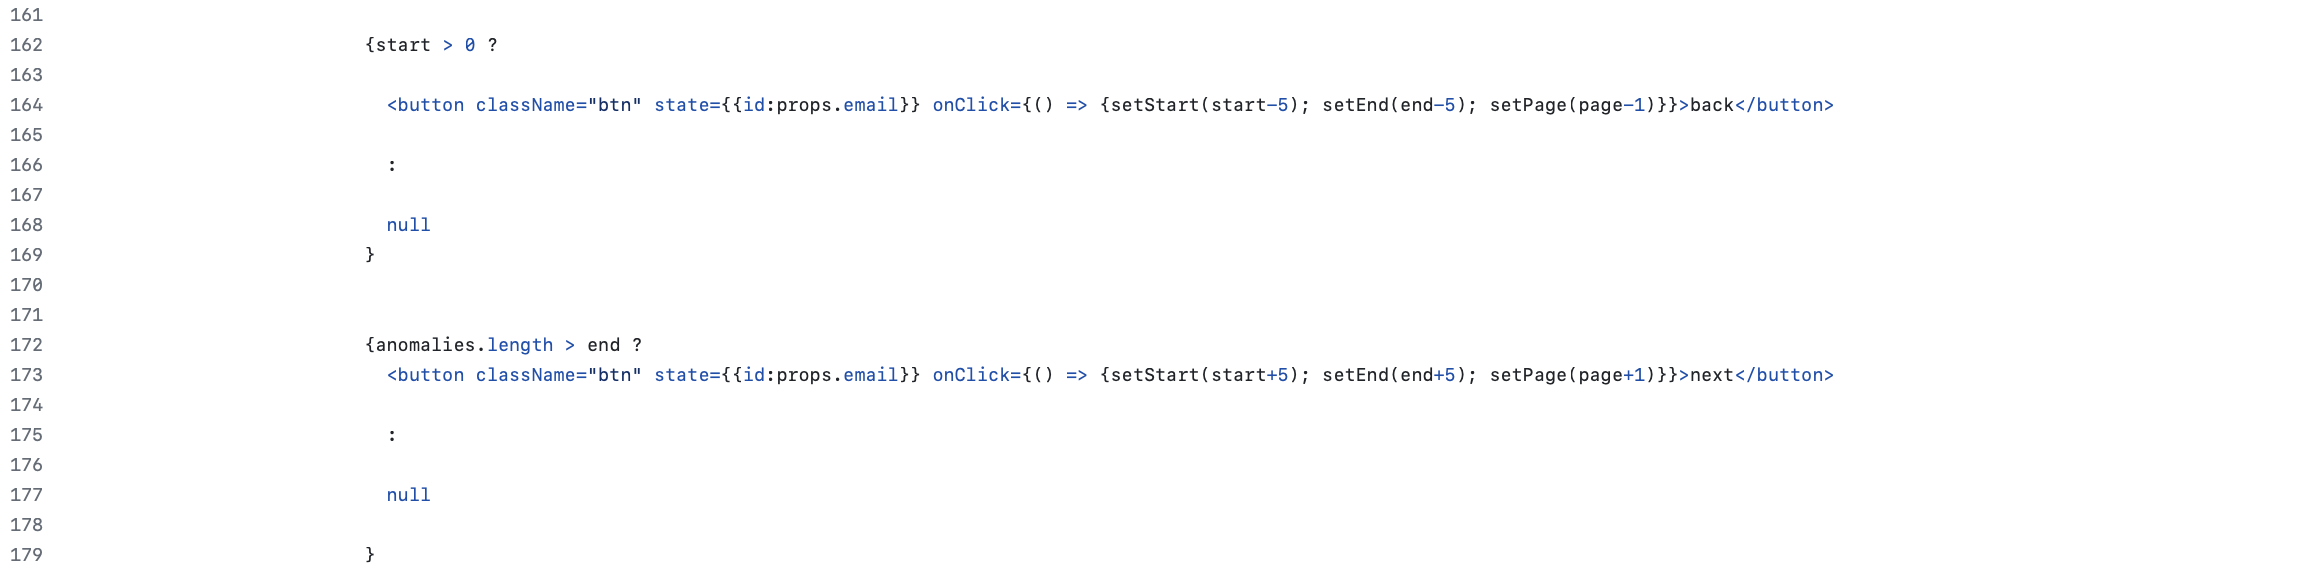 161
162 {start > 0 ?
163
164 <button className="btn" state={{id:props.email}} onClick={() => {setStart(start-5); setEnd(end-5); setPage(page-1)}}>back</button>
165
166 :
167
168 null
169 }
170
171
172 {anomalies.length > end ?
173 <button className="btn" state={{id:props.email}} onClick={() => {setStart(start+5); setEnd(end+5); setPage(page+1)}}>next</button>
174
175 :
176
177 null
178
179 }